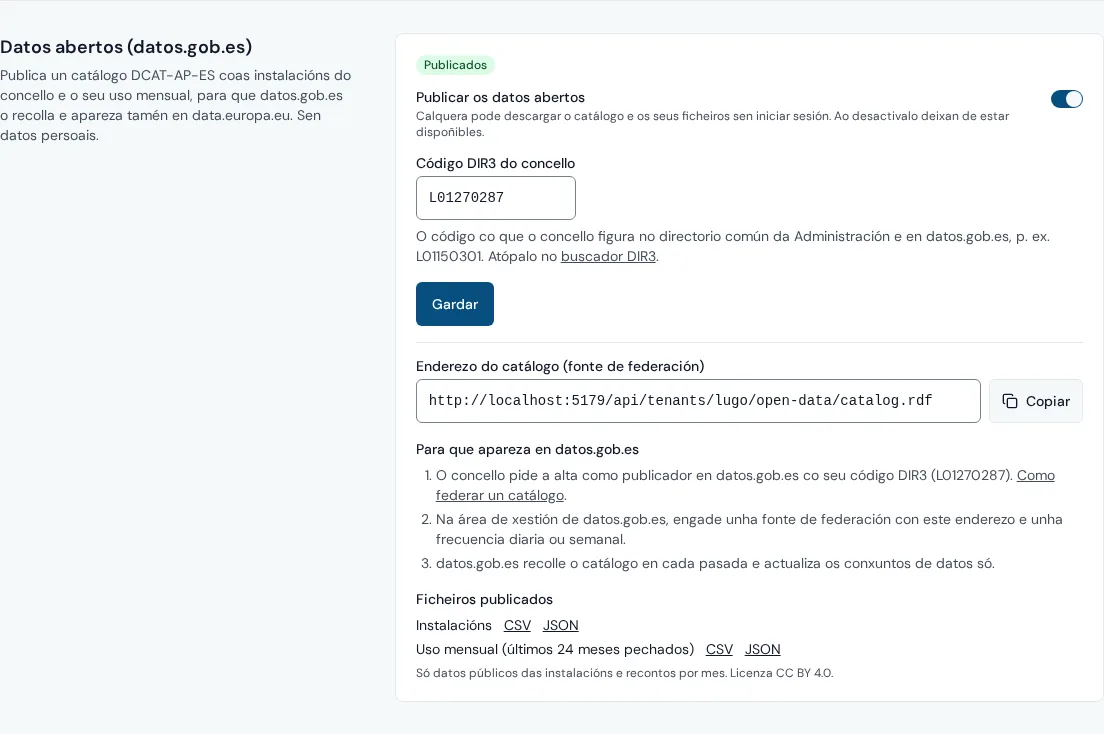 Datos abertos (datos.gob.es)
Publica un catálogo DCAT-AP-ES coas instalacións do
concello e o seu uso mensual, para que datos.gob.es
o recolla e apareza tamén en data.europa.eu. Sen
datos persoais.
Publicados
Publicar os datos abertos
Calquera pode descargar o catálogo e os seus ficheiros sen iniciar sesión. Ao desactivalo deixan de estar
dispoñibles.
Código DIR3 do concello
L01270287
O código co que o concello figura no directorio común da Administración e en datos.gob.es, p. ex.
L01150301. Atópalo no buscador DIR3.
Gardar
Enderezo do catálogo (fonte de federación)
http://localhost:5179/api/tenants/lugo/open-data/catalog.rdf
Copiar
Para que apareza en datos.gob.es
1. O concello pide a alta como publicador en datos.gob.es co seu código DIR3 (L01270287). Como
federar un catálogo.
2. Na área de xestión de datos.gob.es, engade unha fonte de federación con este enderezo e unha
frecuencia diaria ou semanal.
3. datos.gob.es recolle o catálogo en cada pasada e actualiza os conxuntos de datos só.
Ficheiros publicados
Instalacións CSV JSON
Uso mensual (últimos 24 meses pechados) CSV JSON
Só datos públicos das instalacións e recontos por mes. Licenza CC BY 4.0.